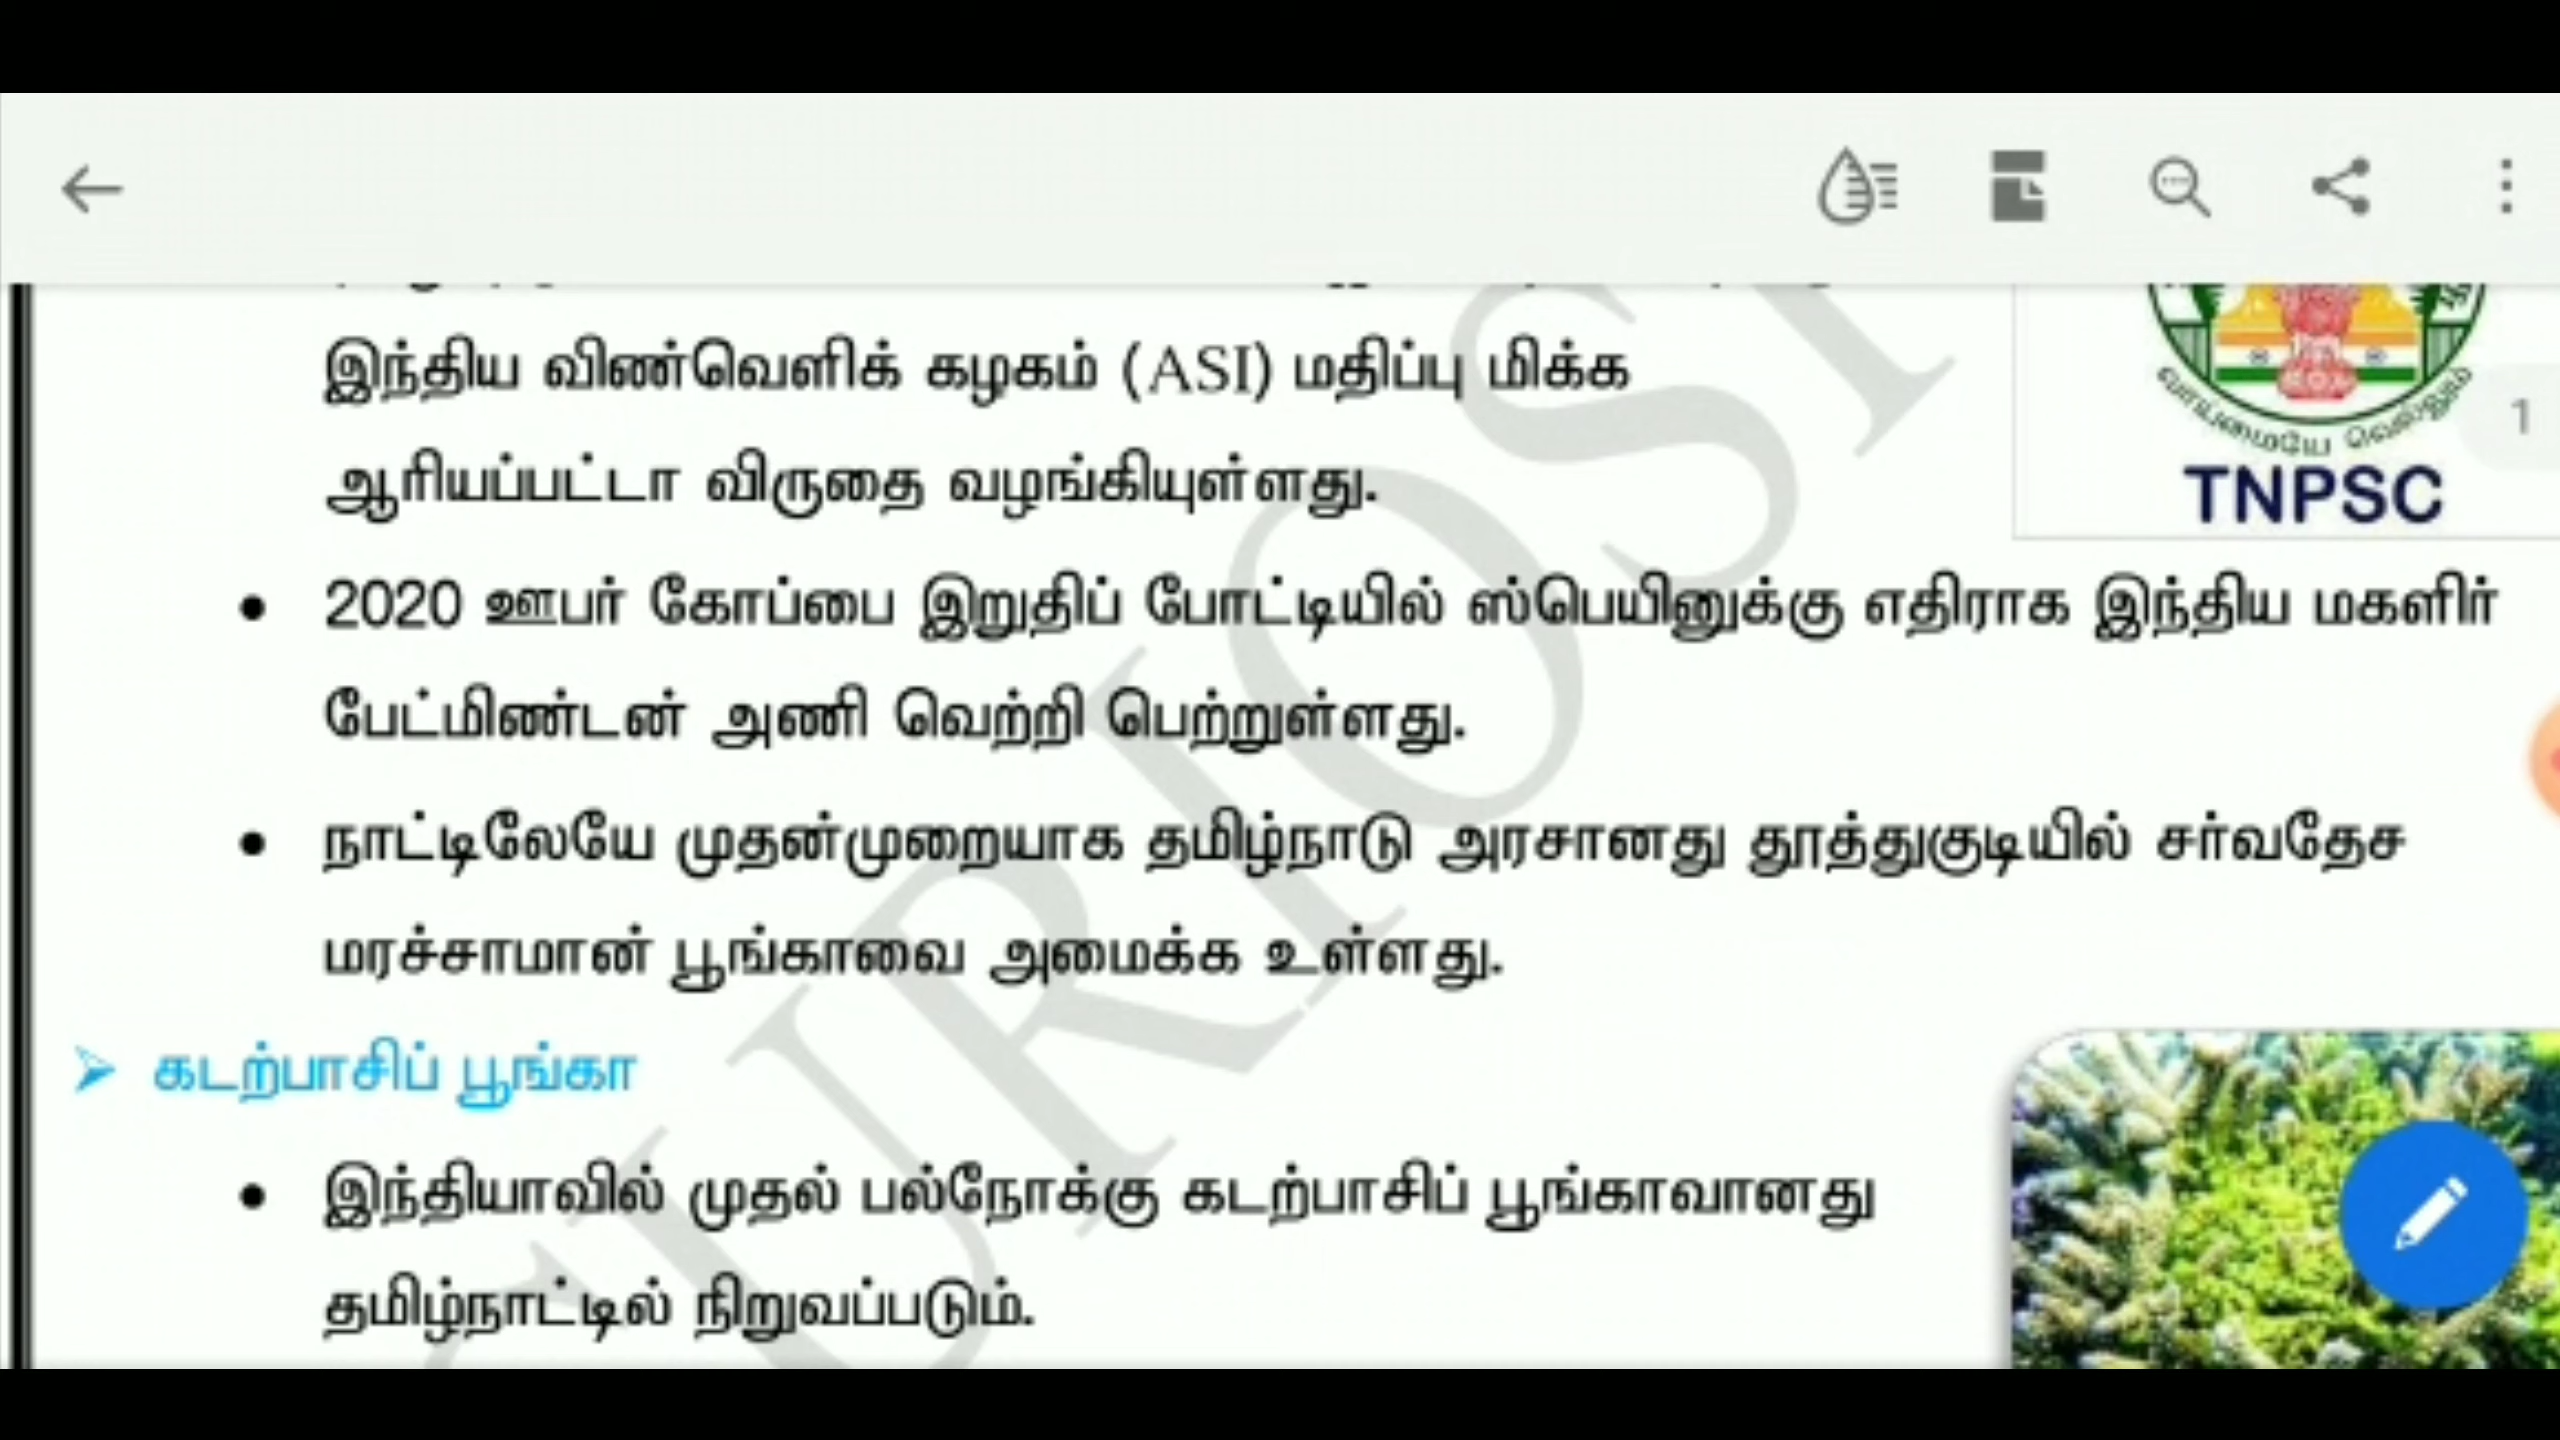 இந்திய விண்வெளிக் கழகம் (ASI) மதிப்பு மிக்க
ஆரியப்பட்டா விருதை வழங்கியுள்ளது.
வாய்மையே வெல்லும்
1
TNPSC
• 2020 ஊபர் கோப்பை இறுதிப் போட்டியில் ஸ்பெயினுக்கு எதிராக இந்திய மகளிர்
பேட்மிண்டன் அணி வெற்றி பெற்றுள்ளது.
• நாட்டிலேயே முதன்முறையாக தமிழ்நாடு அரசானது தூத்துகுடியில் சர்வதேச
மரச்சாமான் பூங்காவை அமைக்க உள்ளது.
➢ கடற்பாசிப் பூங்கா
• இந்தியாவில் முதல் பல்நோக்கு கடற்பாசிப் பூங்காவானது
தமிழ்நாட்டில் நிறுவப்படும்.